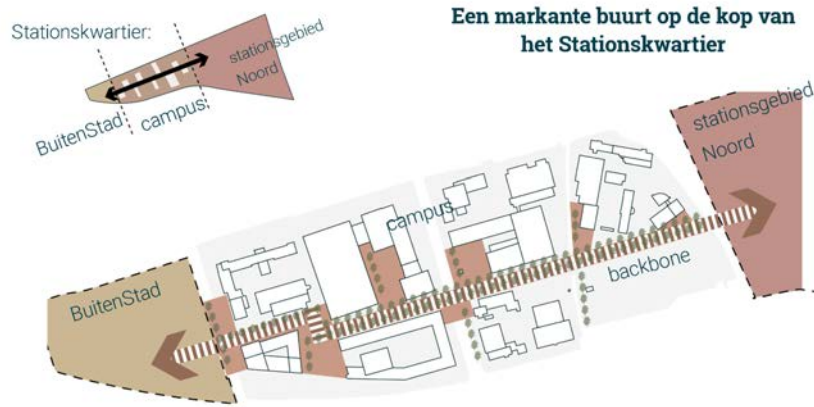 Een markante buurt op de kop van
het Stationskwartier
Stationskwartier:
stationsgebied
Noord
BuitenStad
campus
stationsgebied
Noord
campus
backbone
BuitenStad